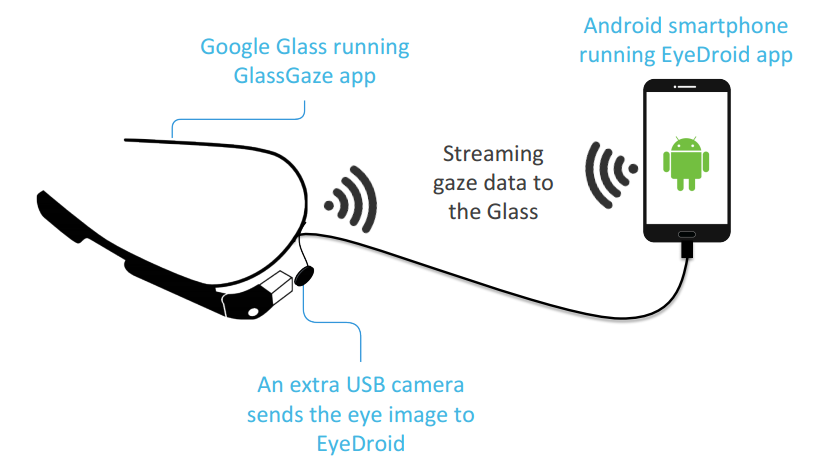 Google Glass running
GlassGaze app
Android smartphone
running EyeDroid app
Streaming
gaze data to
the Glass
An extra USB camera
sends the eye image to
EyeDroid